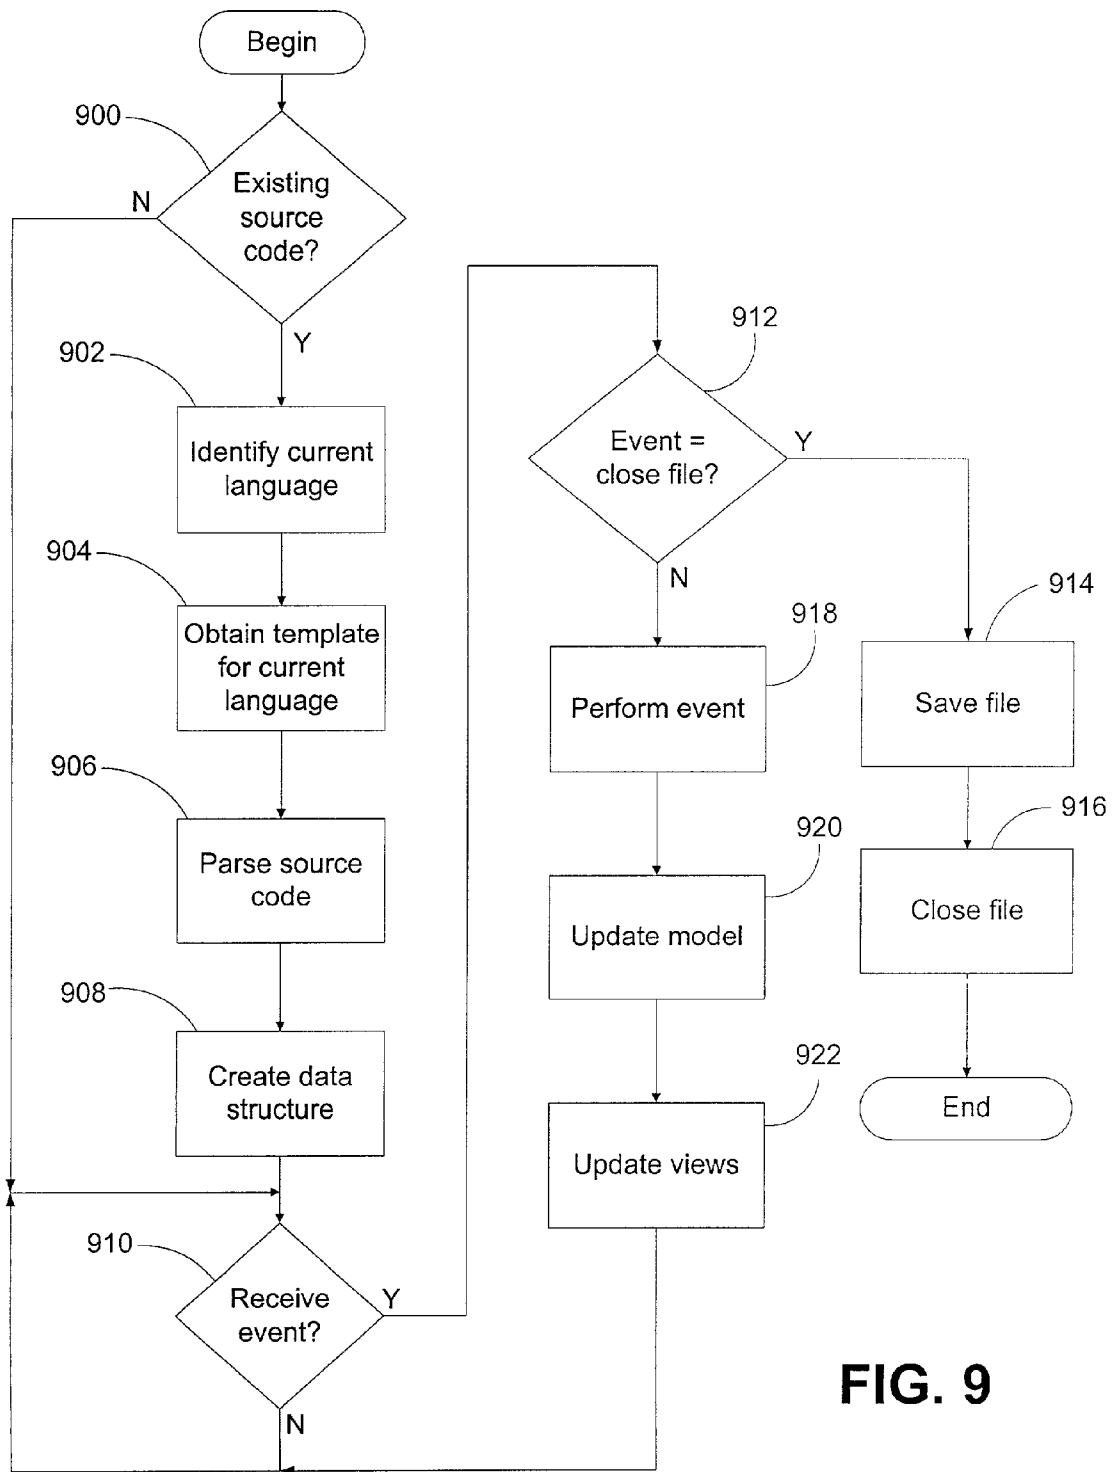 Begin
900
N
Existing
source
code?
Y
902
Identify current
language
904
Obtain template
for current
language
906
Parse source
code
908
Create data
structure
910
Receive
event?
Y
N
912
Event =
close file?
Y
N
918
Perform event
920
Update model
922
Update views
914
Save file
916
Close file
End
FIG. 9